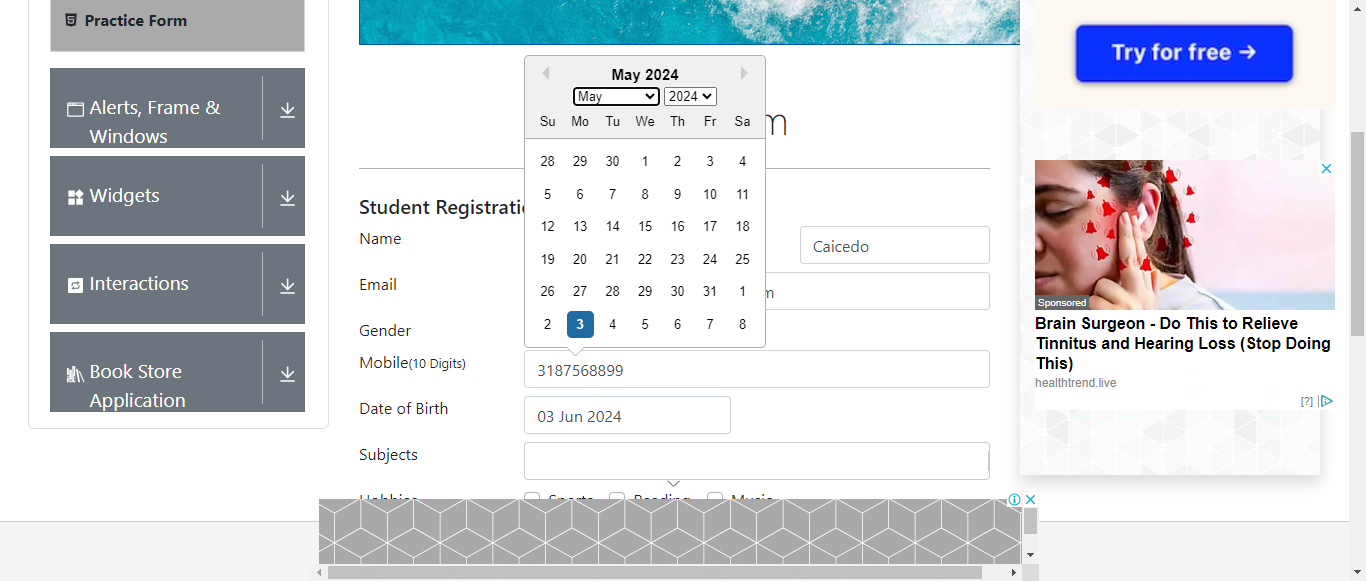 Practice Form
Alerts, Frame &
Windows
Widgets
Interactions
Book Store
Application
May 2024
May 2024
Su Mo Tu We Th Fr Sa
28 29 30 1 2 3 4
5 6 7 8 9 10 11
12 13 14 15 16 17 18
19 20 21 22 23 24 25
26 27 28 29 30 31 1
2 3 4 5 6 7 8
m
Student Registrati
Name
Caicedo
Email
m
Gender
Mobile(10 Digits)
3187568899
Date of Birth
03 Jun 2024
Subjects
Hobbies
Sports Reading Music
Try for free →
Sponsored
Brain Surgeon - Do This to Relieve
Tinnitus and Hearing Loss (Stop Doing
This)
healthtrend.live
[?]